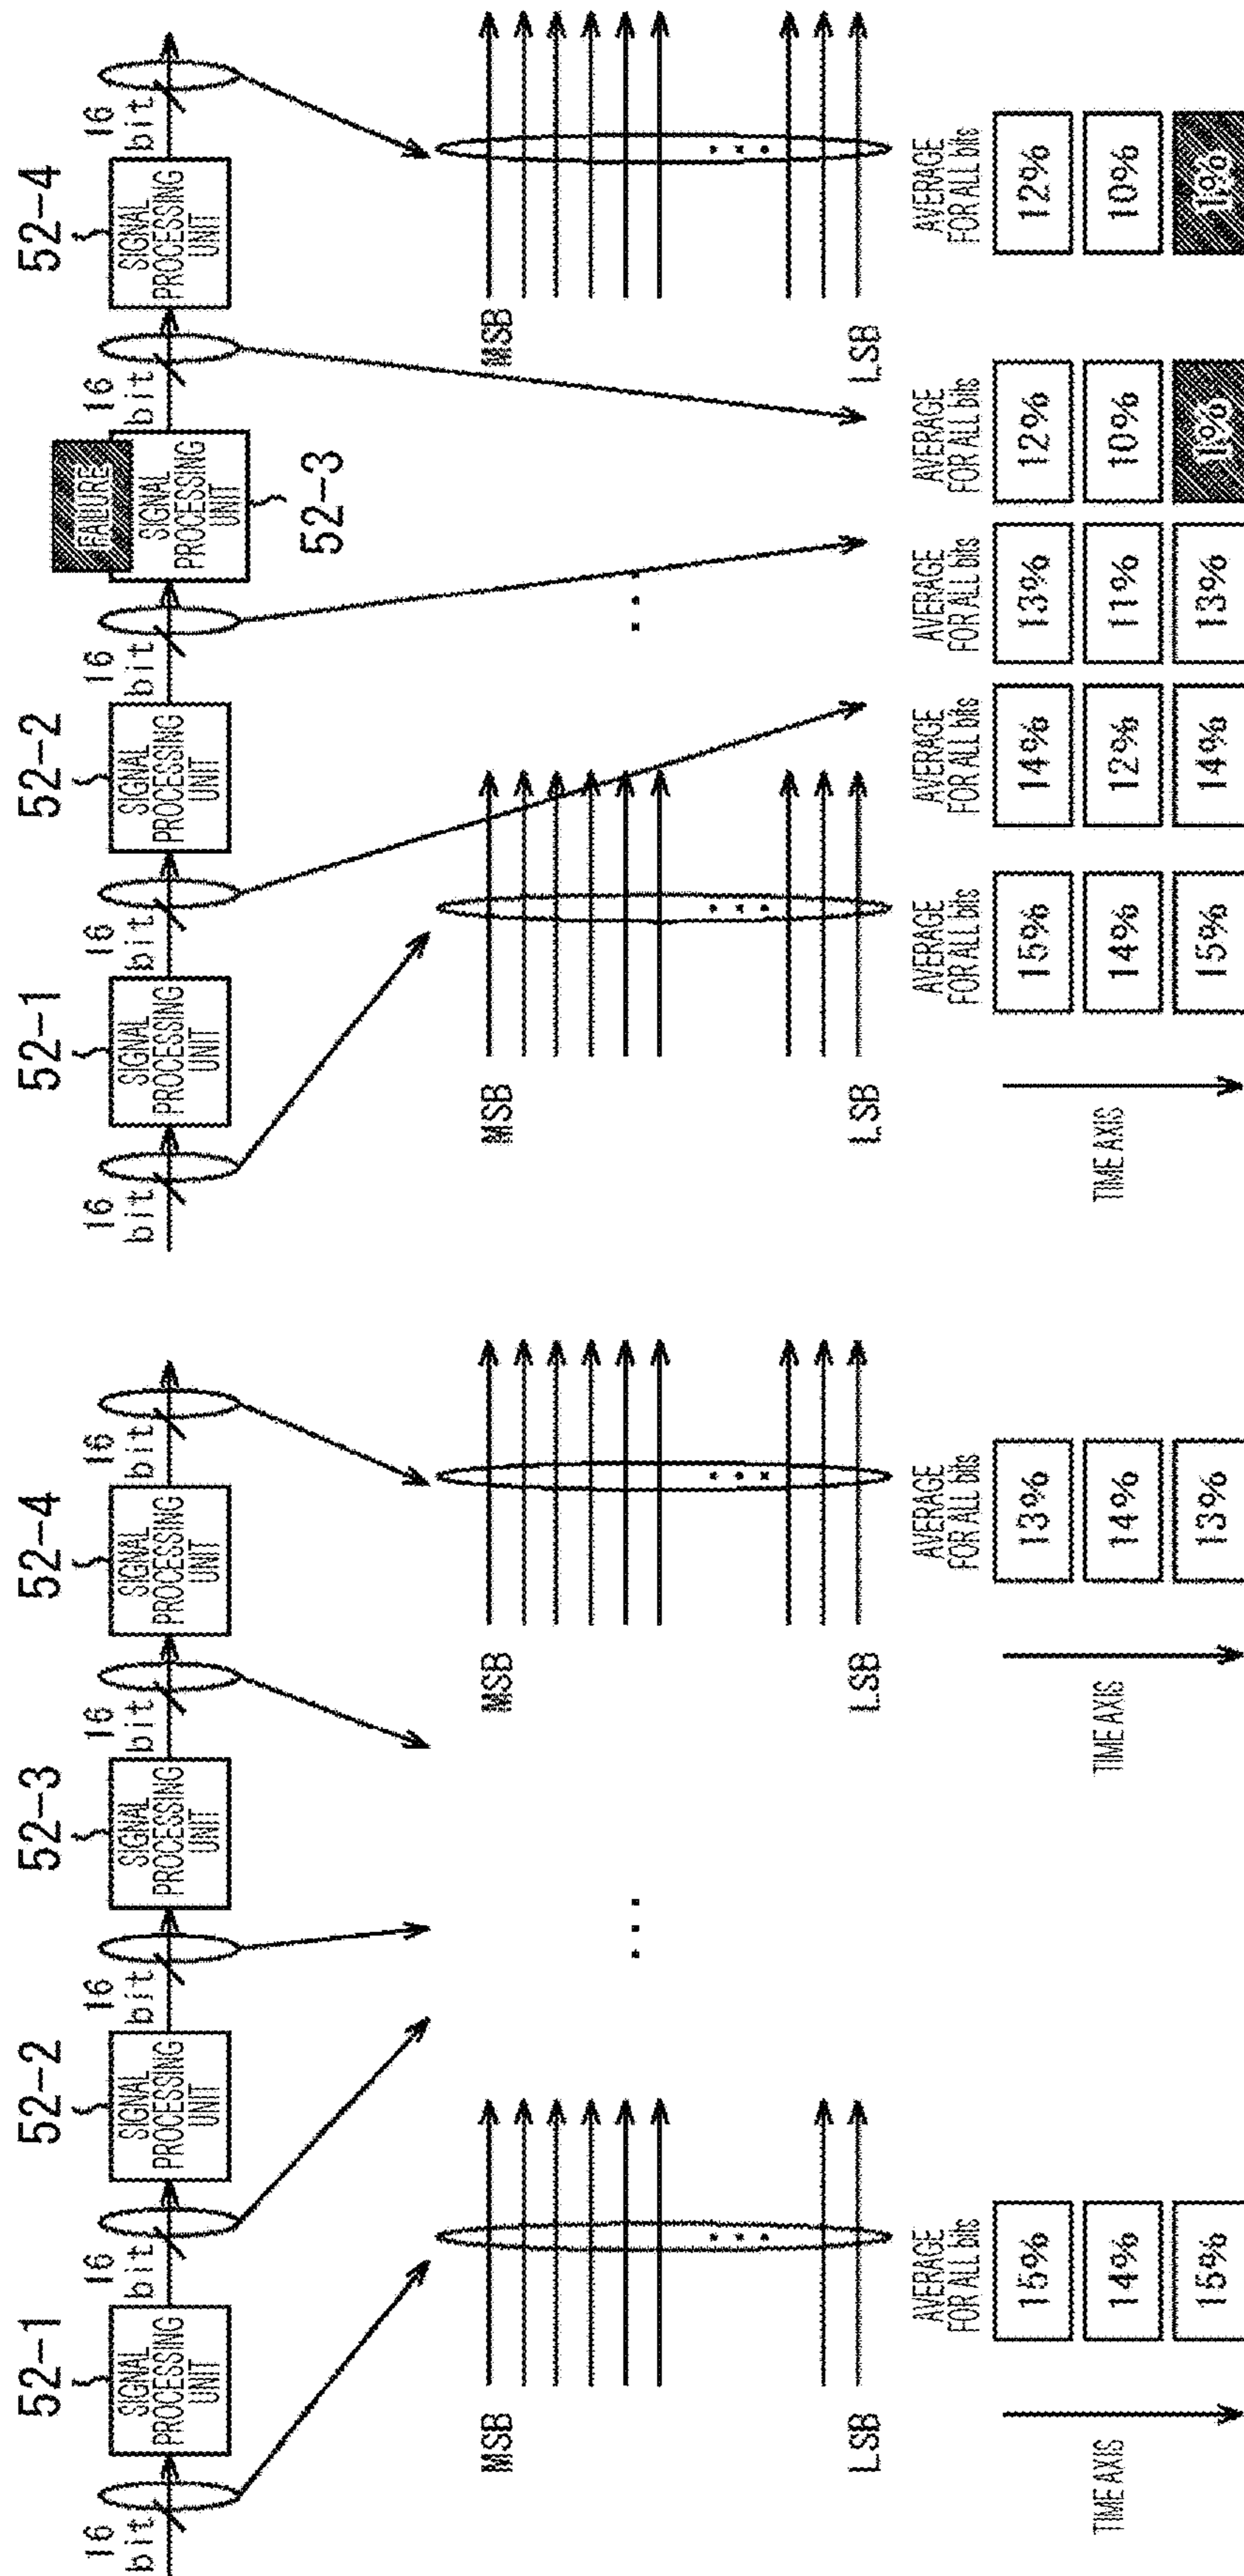 52-1
52-2
52-3
52-4
16
bit
SIGNAL
PROCESSING
UNIT
16
bit
SIGNAL
PROCESSING
UNIT
16
bit
SIGNAL
PROCESSING
UNIT
16
bit
SIGNAL
PROCESSING
UNIT
16
bit
MSB
LSB
MSB
LSB
...
TIME AXIS
AVERAGE
FOR ALL bits
15%
14%
15%
TIME AXIS
AVERAGE
FOR ALL bits
13%
14%
13%
52-1
52-2
52-3
52-4
16
bit
SIGNAL
PROCESSING
UNIT
16
bit
SIGNAL
PROCESSING
UNIT
16
bit
FAILURE
SIGNAL
PROCESSING
UNIT
16
bit
SIGNAL
PROCESSING
UNIT
16
bit
MSB
LSB
...
MSB
LSB
TIME AXIS
AVERAGE
FOR ALL bits
15%
14%
15%
AVERAGE
FOR ALL bits
14%
12%
14%
AVERAGE
FOR ALL bits
13%
11%
13%
AVERAGE
FOR ALL bits
12%
10%
1%
AVERAGE
FOR ALL bits
12%
10%
1%